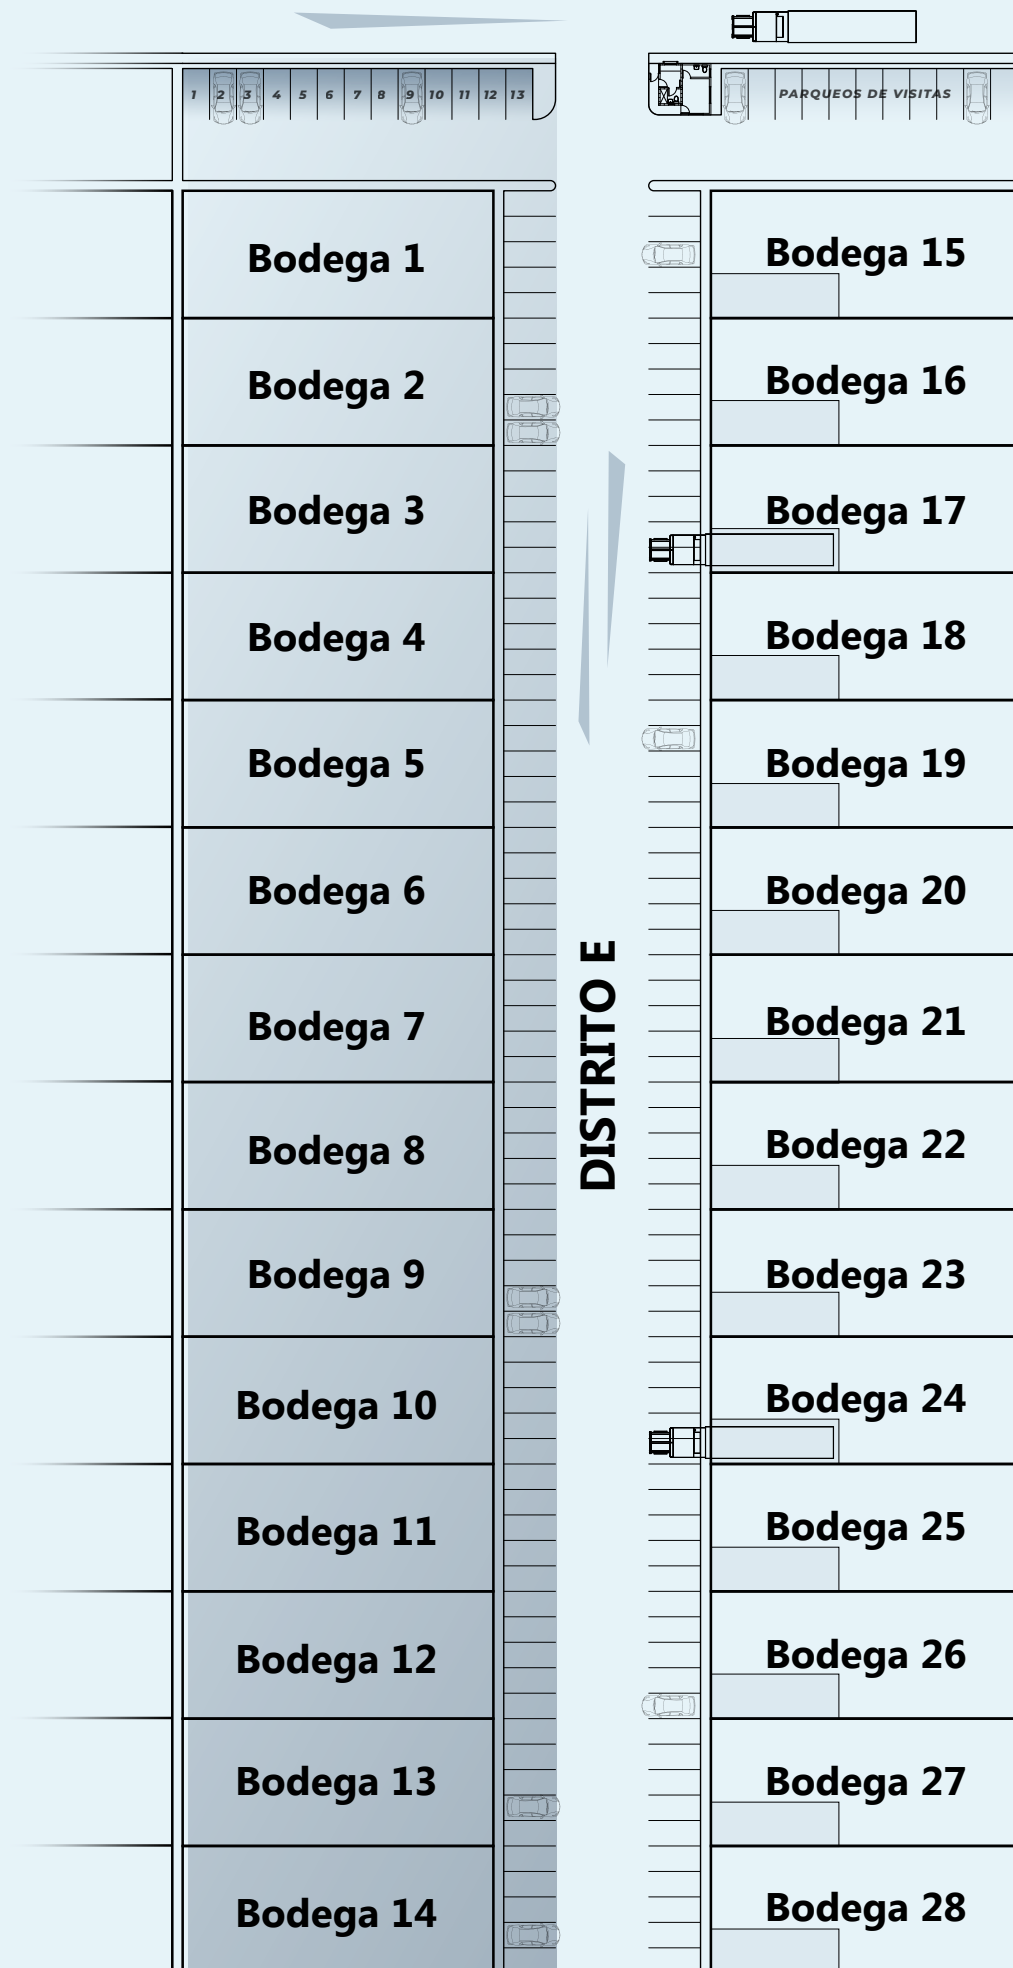 1 2 3 4 5 6 7 8 9 10 11 12 13
PARQUEOS DE VISITAS
Bodega 1
Bodega 2
Bodega 3
Bodega 4
Bodega 5
Bodega 6
Bodega 7
Bodega 8
Bodega 9
Bodega 10
Bodega 11
Bodega 12
Bodega 13
Bodega 14
DISTRITO E
Bodega 15
Bodega 16
Bodega 17
Bodega 18
Bodega 19
Bodega 20
Bodega 21
Bodega 22
Bodega 23
Bodega 24
Bodega 25
Bodega 26
Bodega 27
Bodega 28